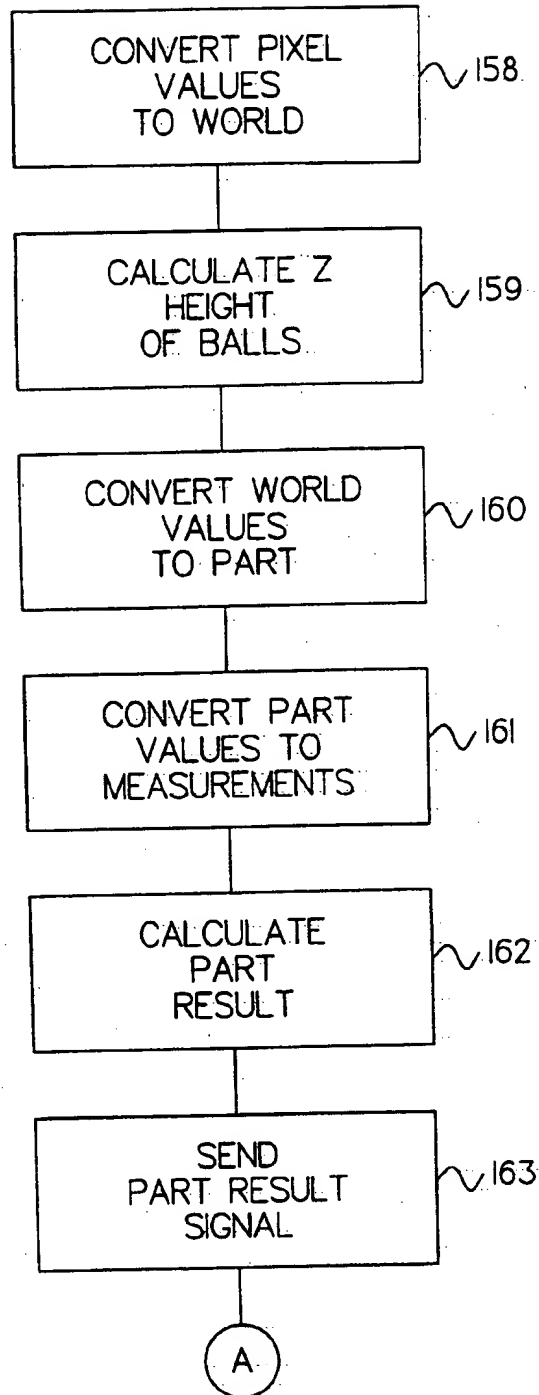 CONVERT PIXEL
VALUES
TO WORLD
158
CALCULATE Z
HEIGHT
OF BALLS
159
CONVERT WORLD
VALUES
TO PART
160
CONVERT PART
VALUES TO
MEASUREMENTS
161
CALCULATE
PART
RESULT
162
SEND
PART RESULT
SIGNAL
163
A